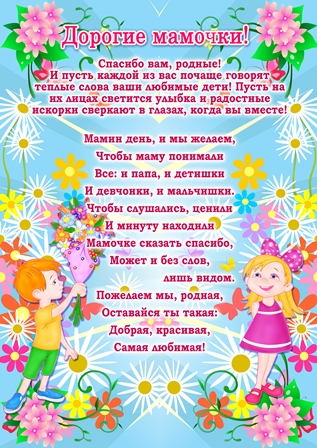 Дорогие мамочки!
Спасибо вам, родные!
И пусть каждой из вас почаще говорят
теплые слова ваши любимые дети! Пусть на
их лицах светится улыбка и радостные
искорки сверкают в глазах, когда вы вместе!
Мамин день, и мы желаем,
Чтобы маму понимали
Все: и папа, и детишки
И девчонки, и мальчишки.
Чтобы слушались, ценили
И минуту находили
Мамочке сказать спасибо,
Может и без слов,
лишь видом.
Пожелаем мы, родная,
Оставайся ты такая:
Добрая, красивая,
Самая любимая!